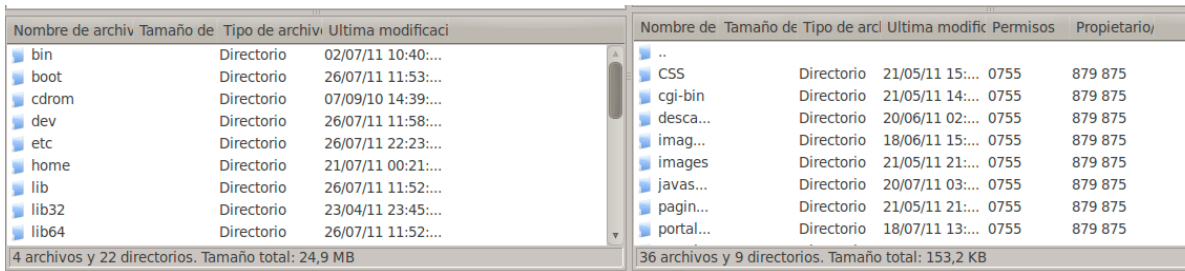 Nombre de archiv Tamaño de Tipo de archivo Ultima modificaci
bin Directorio 02/07/11 10:40:...
boot Directorio 26/07/11 11:53:...
cdrom Directorio 07/09/10 14:39:...
dev Directorio 26/07/11 11:58:...
etc Directorio 26/07/11 22:23:...
home Directorio 21/07/11 00:21:...
lib Directorio 26/07/11 11:52:...
lib32 Directorio 23/04/11 23:45:...
lib64 Directorio 26/07/11 11:52:...
4 archivos y 22 directorios. Tamaño total: 24,9 MB
Nombre de Tamaño de Tipo de arcl Ultima modific Permisos Propietario/
..
CSS Directorio 21/05/11 15:... 0755 879 875
cgi-bin Directorio 21/05/11 14:... 0755 879 875
desca... Directorio 20/06/11 02:... 0755 879 875
imag... Directorio 18/06/11 15:... 0755 879 875
images Directorio 21/05/11 21:... 0755 879 875
javas... Directorio 20/07/11 03:... 0755 879 875
pagin... Directorio 21/05/11 21:... 0755 879 875
portal... Directorio 18/07/11 13:... 0755 879 875
36 archivos y 9 directorios. Tamaño total: 153,2 KB